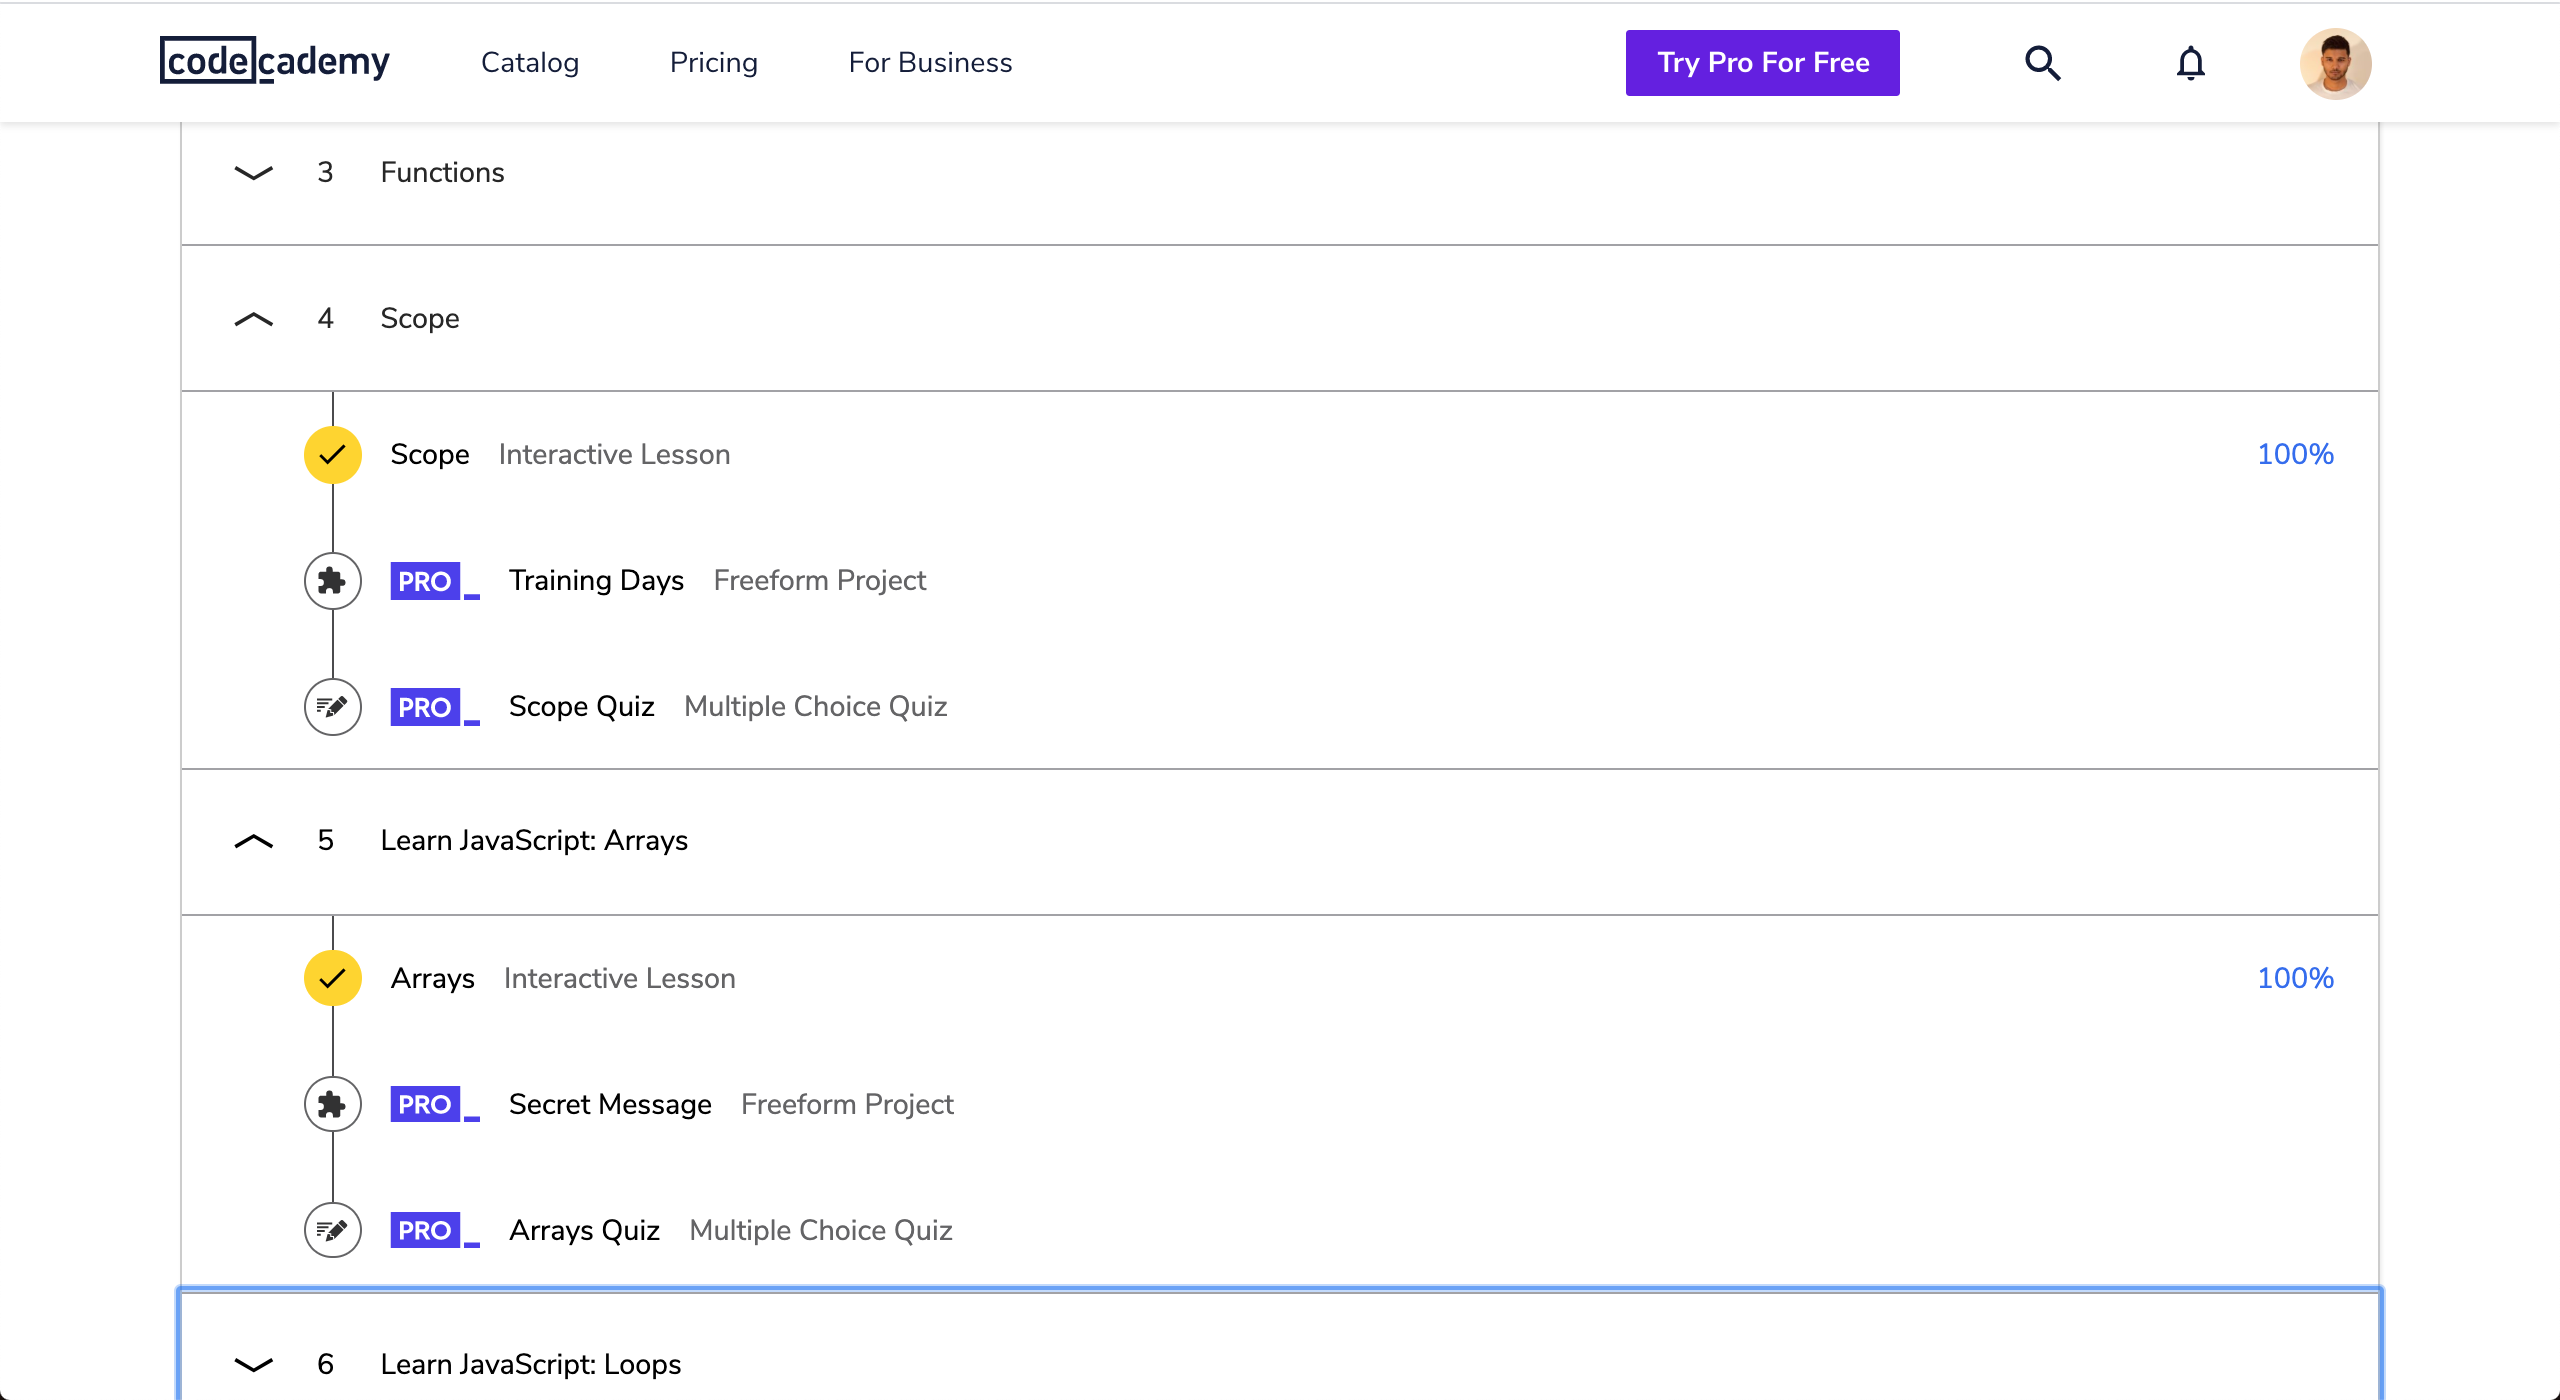 codecademy Catalog Pricing For Business Try Pro For Free
3 Functions
4 Scope
Scope Interactive Lesson 100%
PRO Training Days Freeform Project
PRO Scope Quiz Multiple Choice Quiz
5 Learn JavaScript: Arrays
Arrays Interactive Lesson 100%
PRO Secret Message Freeform Project
PRO Arrays Quiz Multiple Choice Quiz
6 Learn JavaScript: Loops